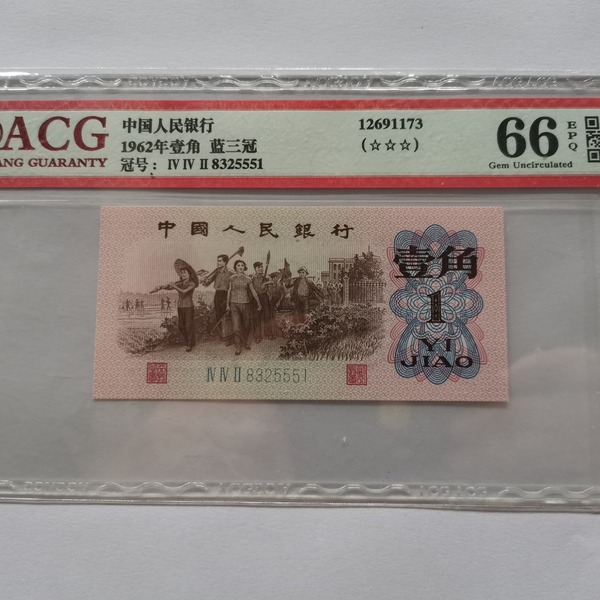 ACG
ANG GUARANTY
中国人民银行
1962年壹角 蓝三冠
冠号: IV IV II 8325551
12691173
(☆☆☆)
66
EPQ
Gem Uncirculated
中國人民銀行
壹角
1
YI
JIAO
IV IV II 8325551